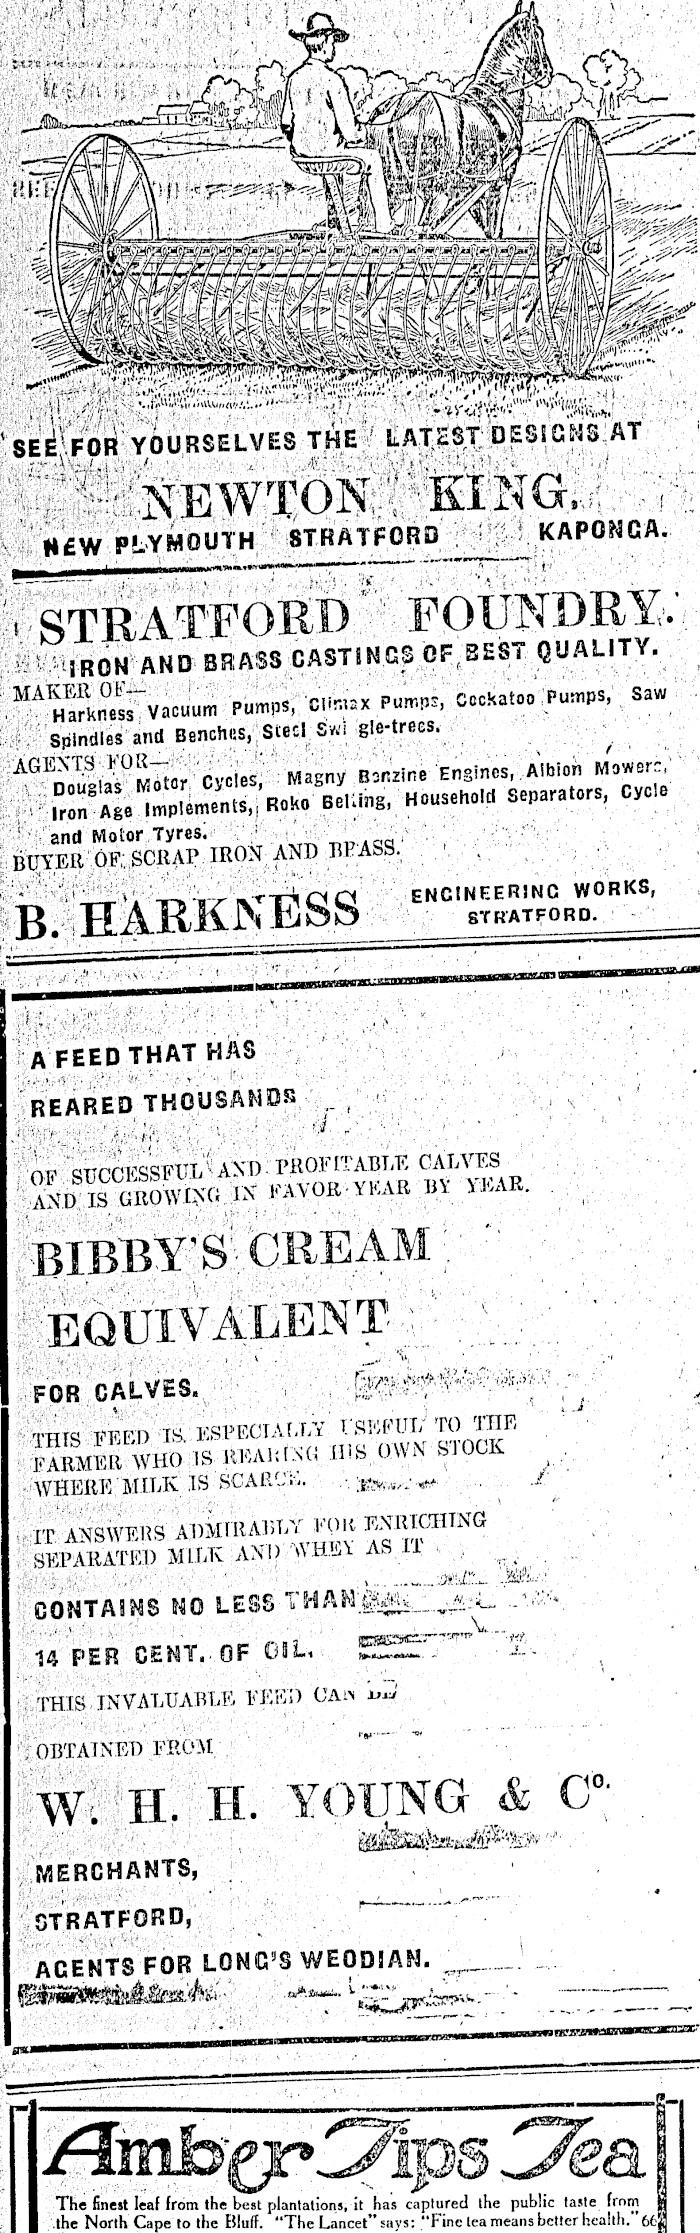 SEE FOR YOURSELVES THE LATEST DESIGNS AT
NEWTON KING,
NEW PLYMOUTH STRATFORD KAPONGA.
STRATFORD FOUNDRY.
IRON AND BRASS CASTINGS OF BEST QUALITY.
MAKER OF—
Harkness Vacuum Pumps, Climax Pumps, Cockatoo Pumps, Saw
Spindles and Benches, Steel Swi gle-trees.
AGENTS FOR—
Douglas Motor Cycles, Magny Benzine Engines, Albion Mowers,
Iron Age Implements, Roko Belting, Household Separators, Cycle
and Motor Tyres.
BUYER OF SCRAP IRON AND BRASS.
B. HARKNESS
ENGINEERING WORKS,
STRATFORD.
A FEED THAT HAS
REARED THOUSANDS
OF SUCCESSFUL AND PROFITABLE CALVES
AND IS GROWING IN FAVOR YEAR BY YEAR.
BIBBY'S CREAM
EQUIVALENT
FOR CALVES.
THIS FEED IS ESPECIALLY USEFUL TO THE
FARMER WHO IS REARING HIS OWN STOCK
WHERE MILK IS SCARCE.
IT ANSWERS ADMIRABLY FOR ENRICHING
SEPARATED MILK AND WHEY AS IT
CONTAINS NO LESS THAN
14 PER CENT. OF OIL.
THIS INVALUABLE FEED CAN BE
OBTAINED FROM
W. H. H. YOUNG & Co.
MERCHANTS,
STRATFORD,
AGENTS FOR LONG'S WEODIAN.
Amber Tips Tea
The finest leaf from the best plantations, it has captured the public taste from
the North Cape to the Bluff. "The Lancet" says: "Fine tea means better health." 66